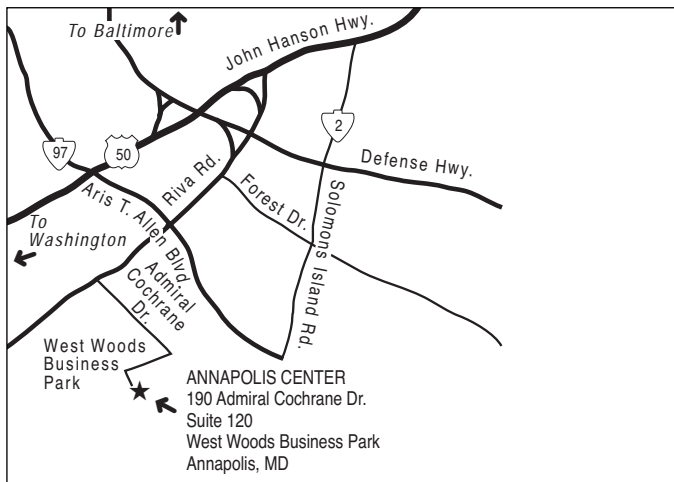 To Baltimore
John Hanson Hwy.
2
97
50
Defense Hwy.
Riva Rd.
Aris T. Allen Blvd.
Forest Dr.
Solomons Island Rd.
To
Washington
Admiral
Cochrane
Dr.
West Woods
Business
Park
ANNAPOLIS CENTER
190 Admiral Cochrane Dr.
Suite 120
West Woods Business Park
Annapolis, MD